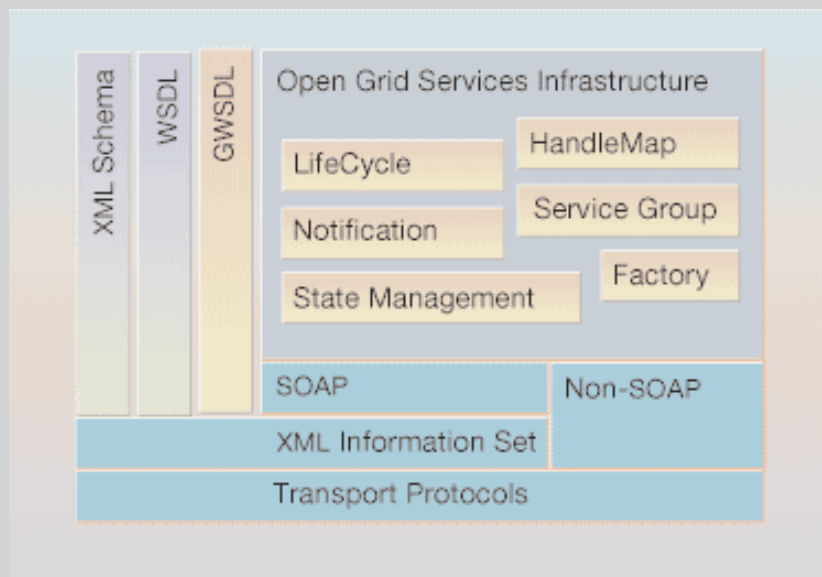 XML Schema
WSDL
GWSDL
Open Grid Services Infrastructure
LifeCycle
HandleMap
Notification
Service Group
State Management
Factory
SOAP
Non-SOAP
XML Information Set
Transport Protocols